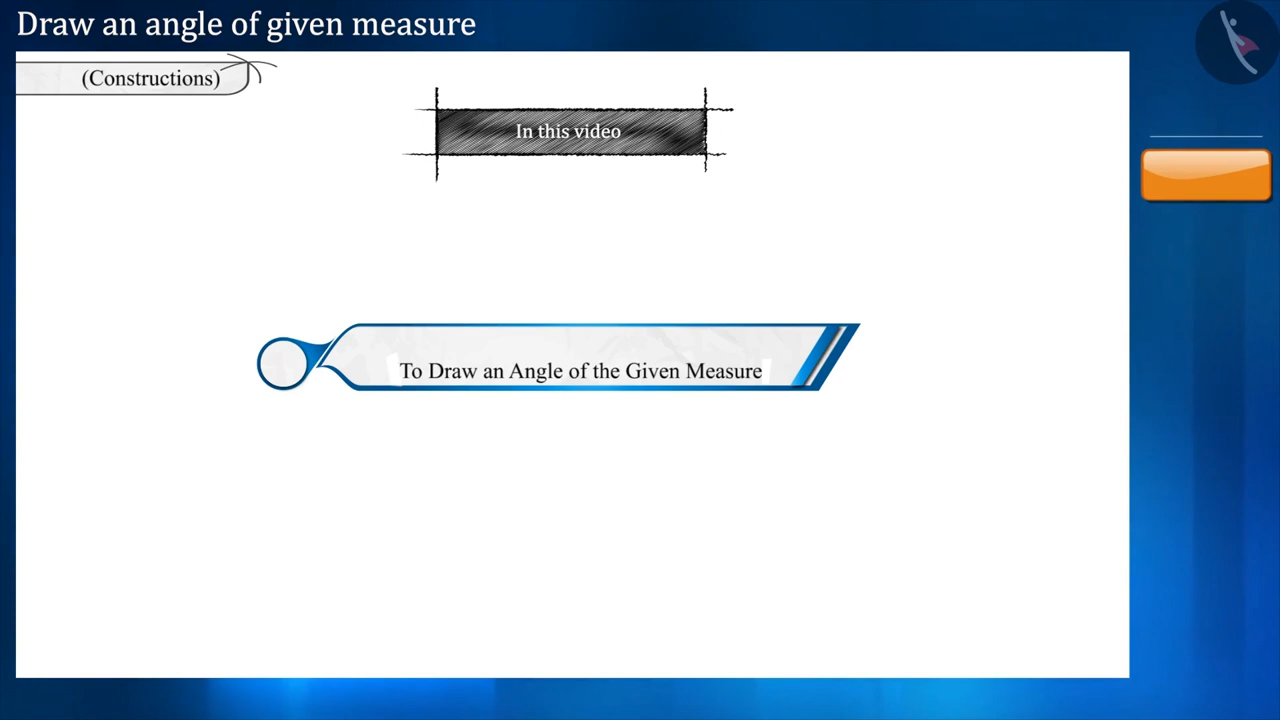 Draw an angle of given measure
(Constructions)
In this video
To Draw an Angle of the Given Measure